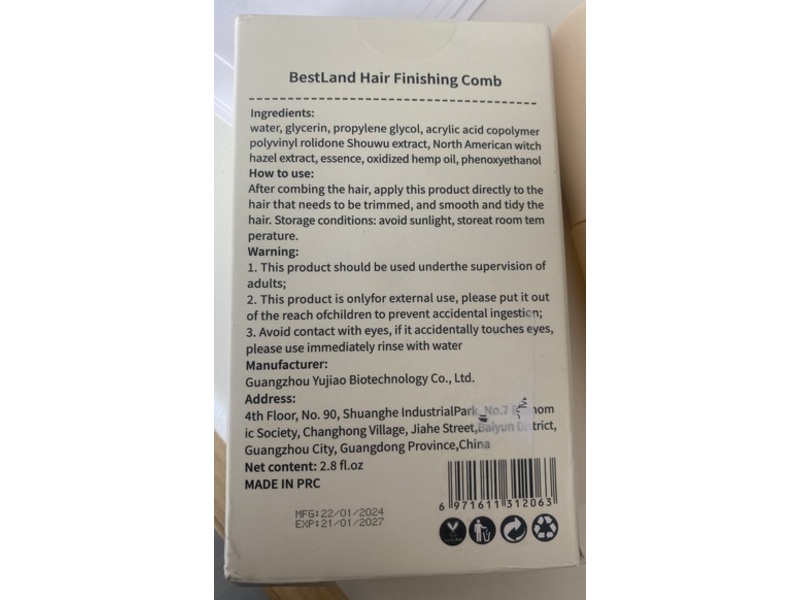 BestLand Hair Finishing Comb
Ingredients:
water, glycerin, propylene glycol, acrylic acid copolymer
polyvinyl rolidone Shouwu extract, North American witch
hazel extract, essence, oxidized hemp oil, phenoxyethanol
How to use:
After combing the hair, apply this product directly to the
hair that needs to be trimmed, and smooth and tidy the
hair. Storage conditions: avoid sunlight, storeat room tem
perature.
Warning:
1. This product should be used underthe supervision of
adults;
2. This product is onlyfor external use, please put it out
of the reach ofchildren to prevent accidental ingestion;
3. Avoid contact with eyes, if it accidentally touches eyes,
please use immediately rinse with water
Manufacturer:
Guangzhou Yujiao Biotechnology Co., Ltd.
Address:
4th Floor, No. 90, Shuanghe IndustrialPark, No.7
ic Society, Changhong Village, Jiahe Street,Baiyun
Guangzhou City, Guangdong Province,China
Net content: 2.8 fl.oz
MADE IN PRC
6 971611 312063
MFG:22/01/2024
EXP:21/01/2027